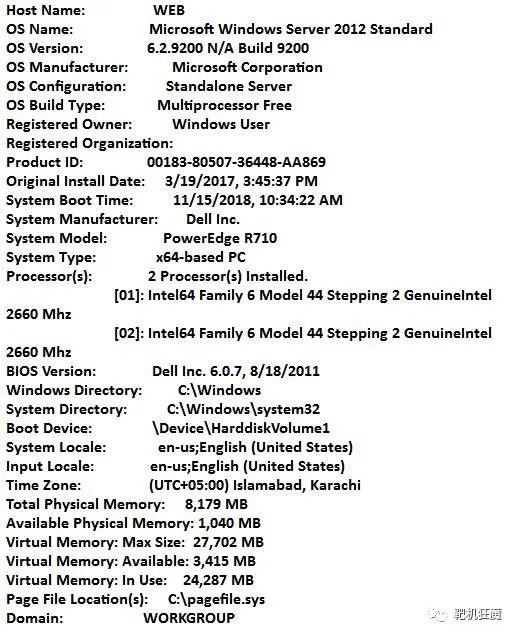 Host Name: WEB
OS Name: Microsoft Windows Server 2012 Standard
OS Version: 6.2.9200 N/A Build 9200
OS Manufacturer: Microsoft Corporation
OS Configuration: Standalone Server
OS Build Type: Multiprocessor Free
Registered Owner: Windows User
Registered Organization:
Product ID: 00183-80507-36448-AA869
Original Install Date: 3/19/2017, 3:45:37 PM
System Boot Time: 11/15/2018, 10:34:22 AM
System Manufacturer: Dell Inc.
System Model: PowerEdge R710
System Type: x64-based PC
Processor(s): 2 Processor(s) Installed.
[01]: Intel64 Family 6 Model 44 Stepping 2 GenuineIntel
2660 Mhz
[02]: Intel64 Family 6 Model 44 Stepping 2 GenuineIntel
2660 Mhz
BIOS Version: Dell Inc. 6.0.7, 8/18/2011
Windows Directory: C:\Windows
System Directory: C:\Windows\system32
Boot Device: \Device\HarddiskVolume1
System Locale: en-us;English (United States)
Input Locale: en-us;English (United States)
Time Zone: (UTC+05:00) Islamabad, Karachi
Total Physical Memory: 8,179 MB
Available Physical Memory: 1,040 MB
Virtual Memory: Max Size: 27,702 MB
Virtual Memory: Available: 3,415 MB
Virtual Memory: In Use: 24,287 MB
Page File Location(s): C:\pagefile.sys
Domain: WORKGROUP
靶机狂魔